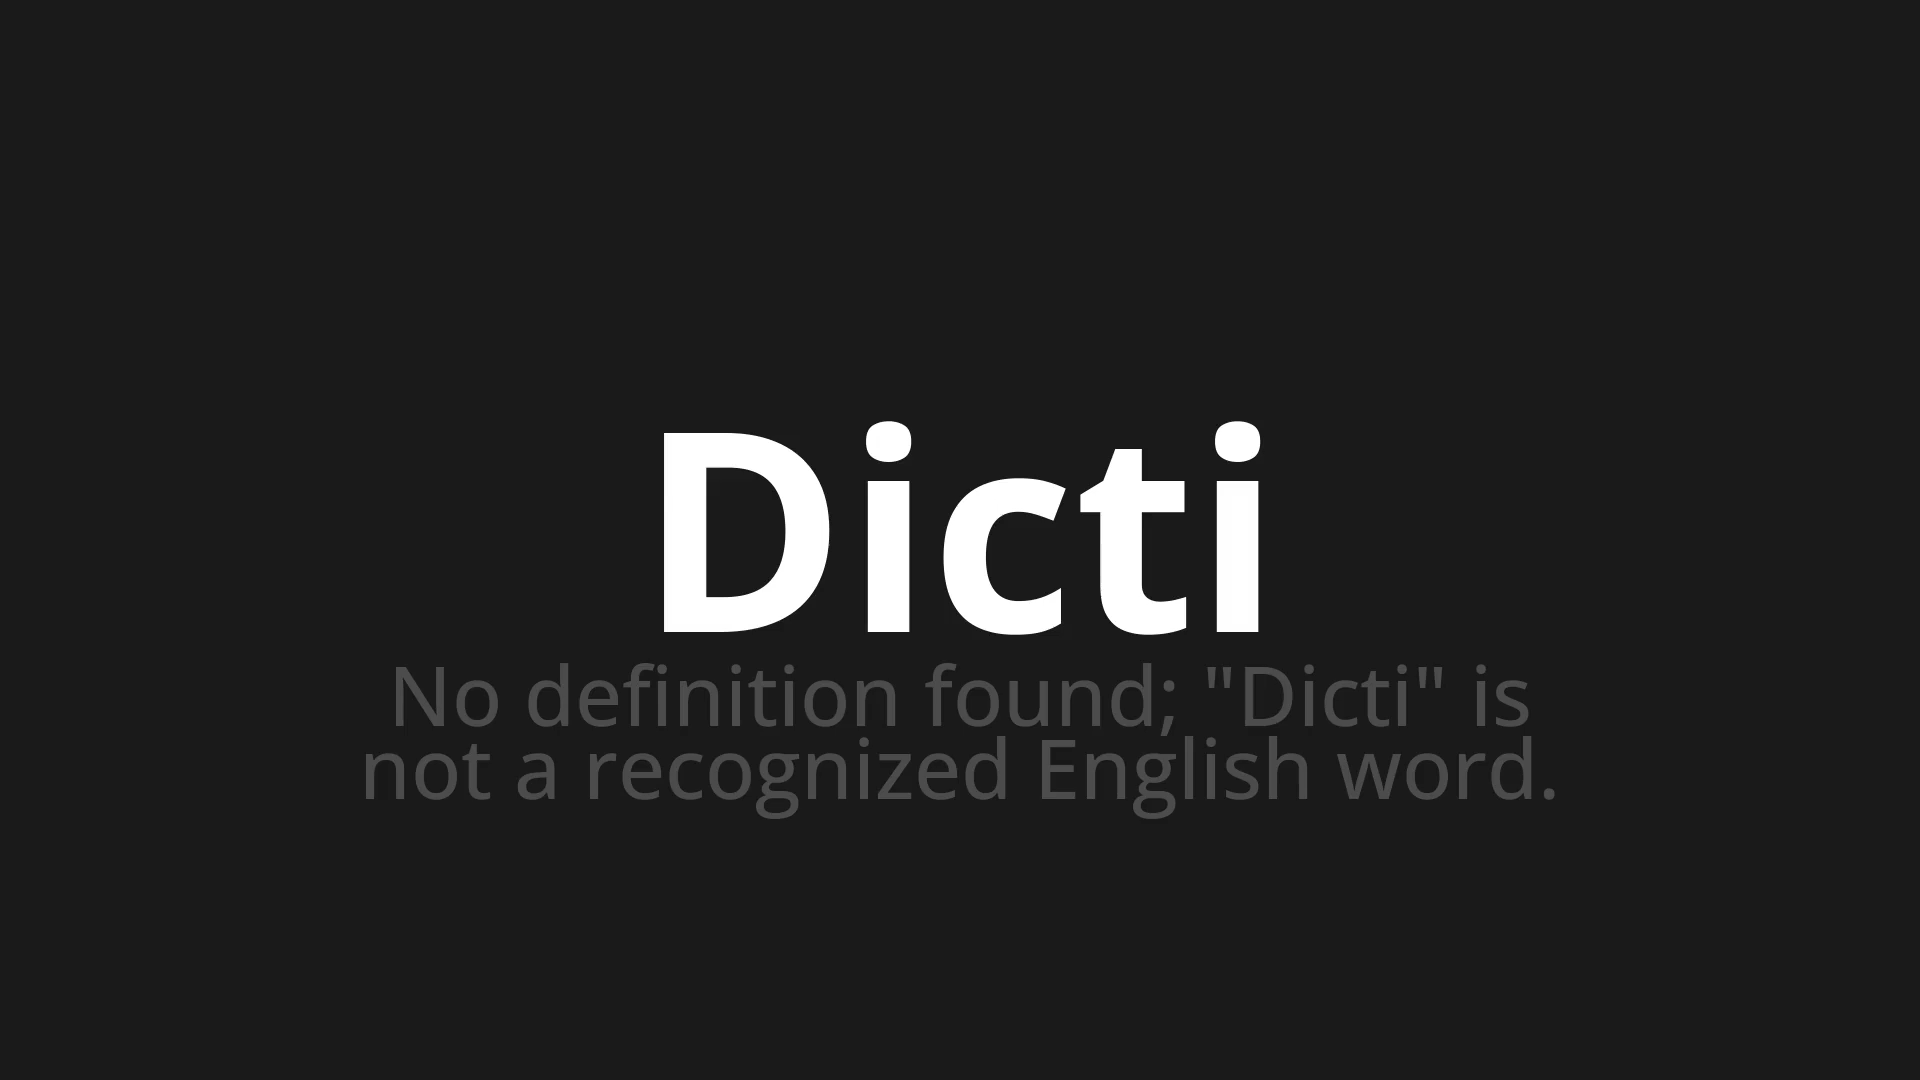 Dicti
No definition found; "Dicti" is
not a recognized English word.